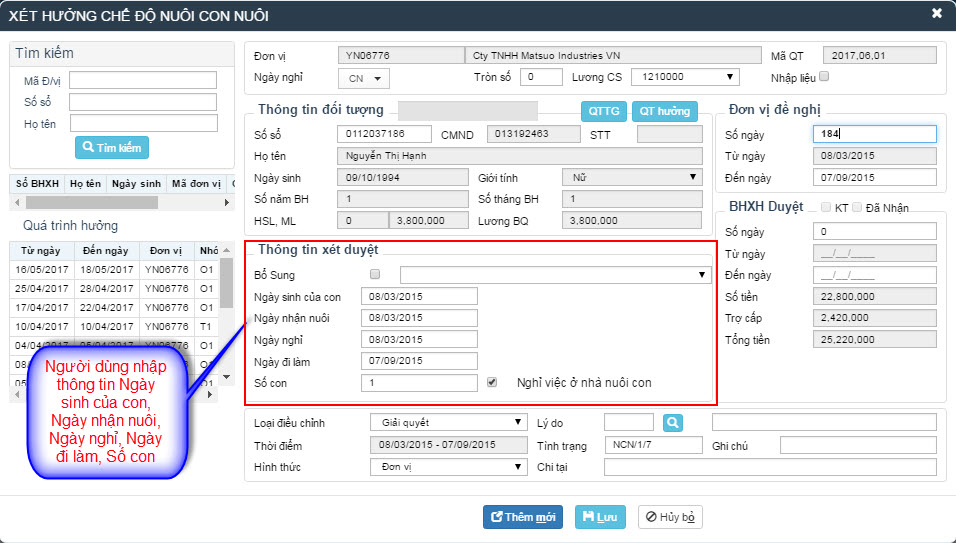 XÉT HƯỞNG CHẾ ĐỘ NUÔI CON NUÔI
Tìm kiếm
Mã Đ/vị
Số sổ
Họ tên
Tìm kiếm
Số BHXH Họ tên Ngày sinh Mã đơn vị
Quá trình hưởng
Từ ngày Đến ngày Đơn vị Nhó
16/05/2017 18/05/2017 YN06776 O1
25/04/2017 28/04/2017 YN06776 O1
17/04/2017 22/04/2017 YN06776 O1
10/04/2017 10/04/2017 YN06776 T1
04/04 O1
08/ O1
05 O1
Người dùng nhập
thông tin Ngày
sinh của con,
Ngày nhận nuôi,
Ngày nghỉ, Ngày
đi làm, Số con
Đơn vị YN06776 Cty TNHH Matsuo Industries VN Mã QT 2017,06,01
Ngày nghỉ CN Tròn số 0 Lương CS 1210000 Nhập liệu
Thông tin đối tượng QTTG QT hưởng
Số sổ 0112037186 CMND 013192463 STT
Họ tên Nguyễn Thị Hạnh
Ngày sinh 09/10/1994 Giới tính Nữ
Số năm BH 1 Số tháng BH 1
HSL, ML 0 3,800,000 Lương BQ 3,800,000
Đơn vị đề nghị
Số ngày 184
Từ ngày 08/03/2015
Đến ngày 07/09/2015
Thông tin xét duyệt
Bổ Sung
Ngày sinh của con 08/03/2015
Ngày nhận nuôi 08/03/2015
Ngày nghỉ 08/03/2015
Ngày đi làm 07/09/2015
Số con 1 Nghỉ việc ở nhà nuôi con
BHXH Duyệt KT Đã Nhận
Số ngày 0
Từ ngày __/__/____
Đến ngày __/__/____
Số tiền 22,800,000
Trợ cấp 2,420,000
Tổng tiền 25,220,000
Loại điều chỉnh Giải quyết Lý do
Thời điểm 08/03/2015 - 07/09/2015 Tình trạng NCN/1/7 Ghi chú
Hình thức Đơn vị Chi tại
Thêm mới Lưu Hủy bỏ